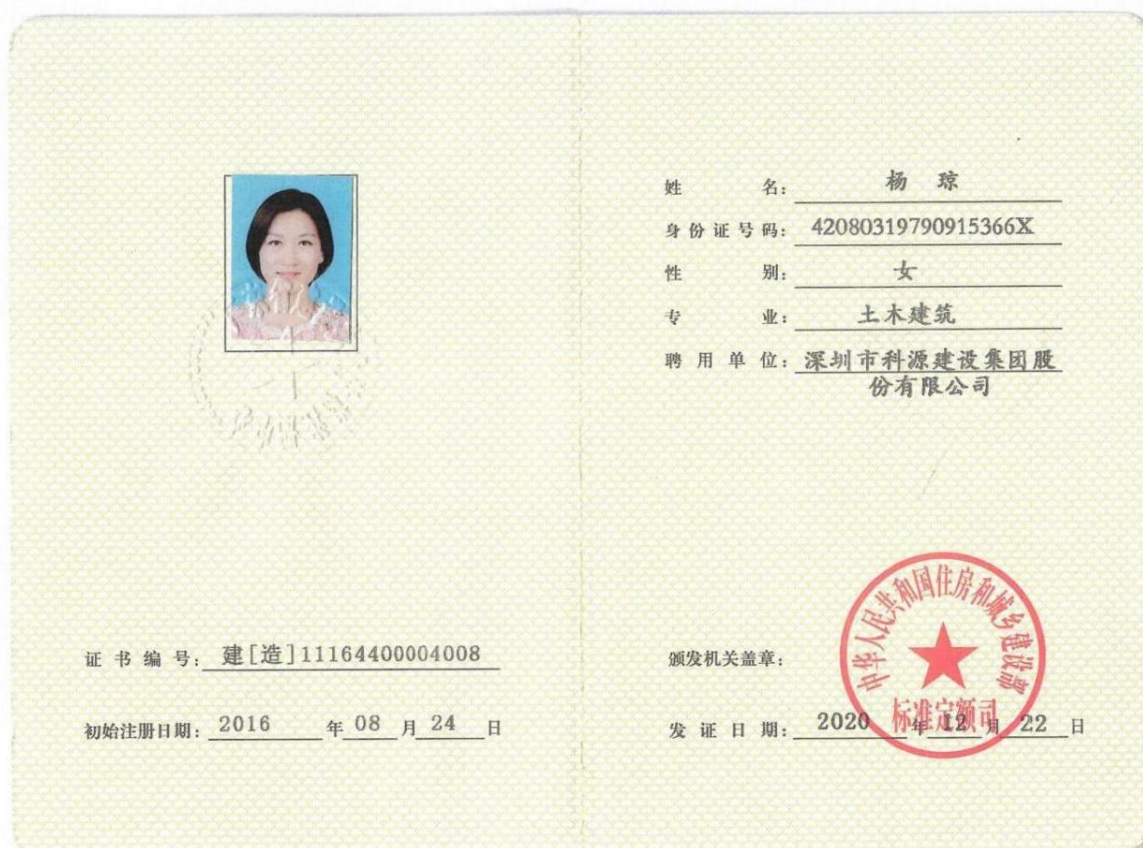 姓 名: 杨 琼
身份证号码: 42080319790915366X
性 别: 女
专 业: 土木建筑
聘用单位: 深圳市科源建设集团股
份有限公司
证书编号: 建[造]11164400004008
初始注册日期: 2016 年 08 月 24 日
颁发机关盖章:
中华人民共和国住房和城乡建设部
标准定额司
发证日期: 2020 年 12 月 22 日